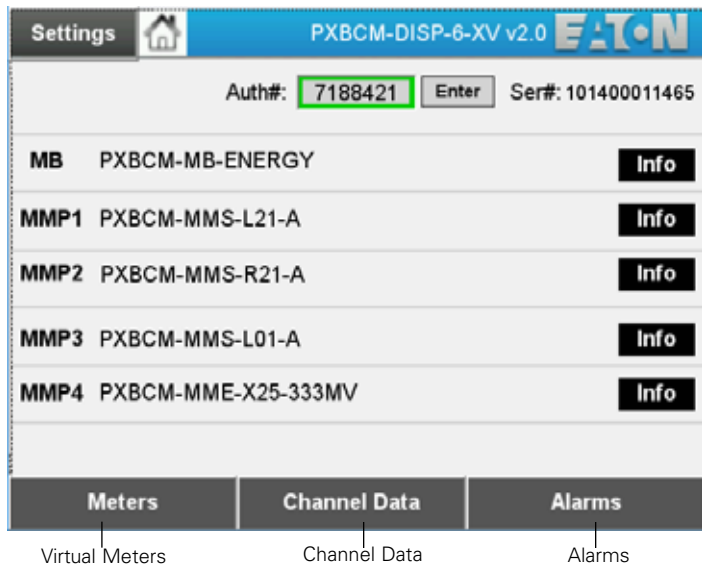 Settings PXBCM-DISP-6-XV v2.0 EATON
Auth#: 7188421 Enter Ser#: 101400011465
MB PXBCM-MB-ENERGY Info
MMP1 PXBCM-MMS-L21-A Info
MMP2 PXBCM-MMS-R21-A Info
MMP3 PXBCM-MMS-L01-A Info
MMP4 PXBCM-MME-X25-333MV Info
Meters Channel Data Alarms
Virtual Meters Channel Data Alarms